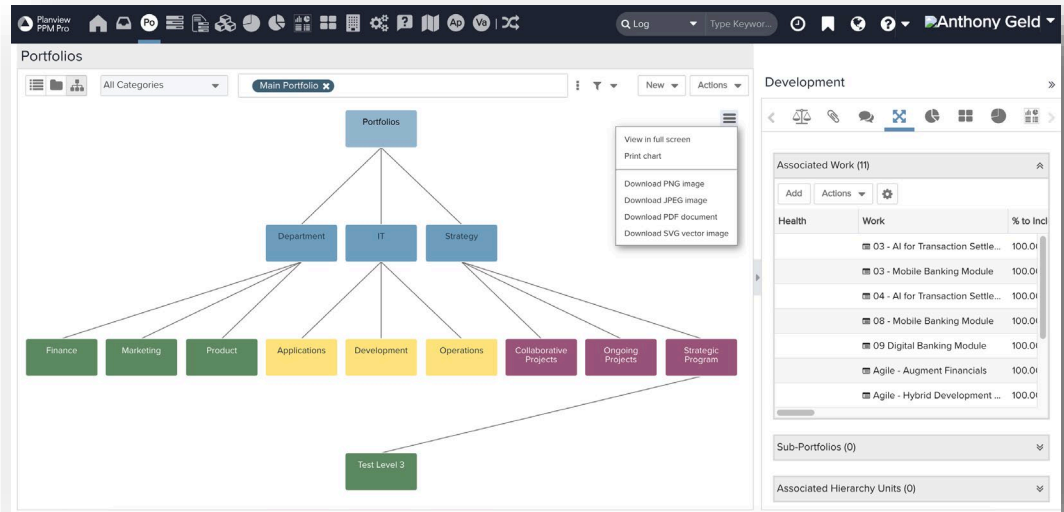 Planview
PPM Pro
Po
Ap
Va
Log
Type Keywor...
Anthony Geld
Portfolios
All Categories
Main Portfolio
New
Actions
Portfolios
View in full screen
Print chart
Download PNG image
Download JPEG image
Download PDF document
Download SVG vector image
Department
IT
Strategy
Finance
Marketing
Product
Applications
Development
Operations
Collaborative
Projects
Ongoing
Projects
Strategic
Program
Test Level 3
Development
Associated Work (11)
Add
Actions
Health
Work
% to Incl
03 - AI for Transaction Settle...
100.0
03 - Mobile Banking Module
100.0
04 - AI for Transaction Settle...
100.0
08 - Mobile Banking Module
100.0
09 Digital Banking Module
100.0
Agile - Augment Financials
100.0
Agile - Hybrid Development ...
100.0
Sub-Portfolios (0)
Associated Hierarchy Units (0)